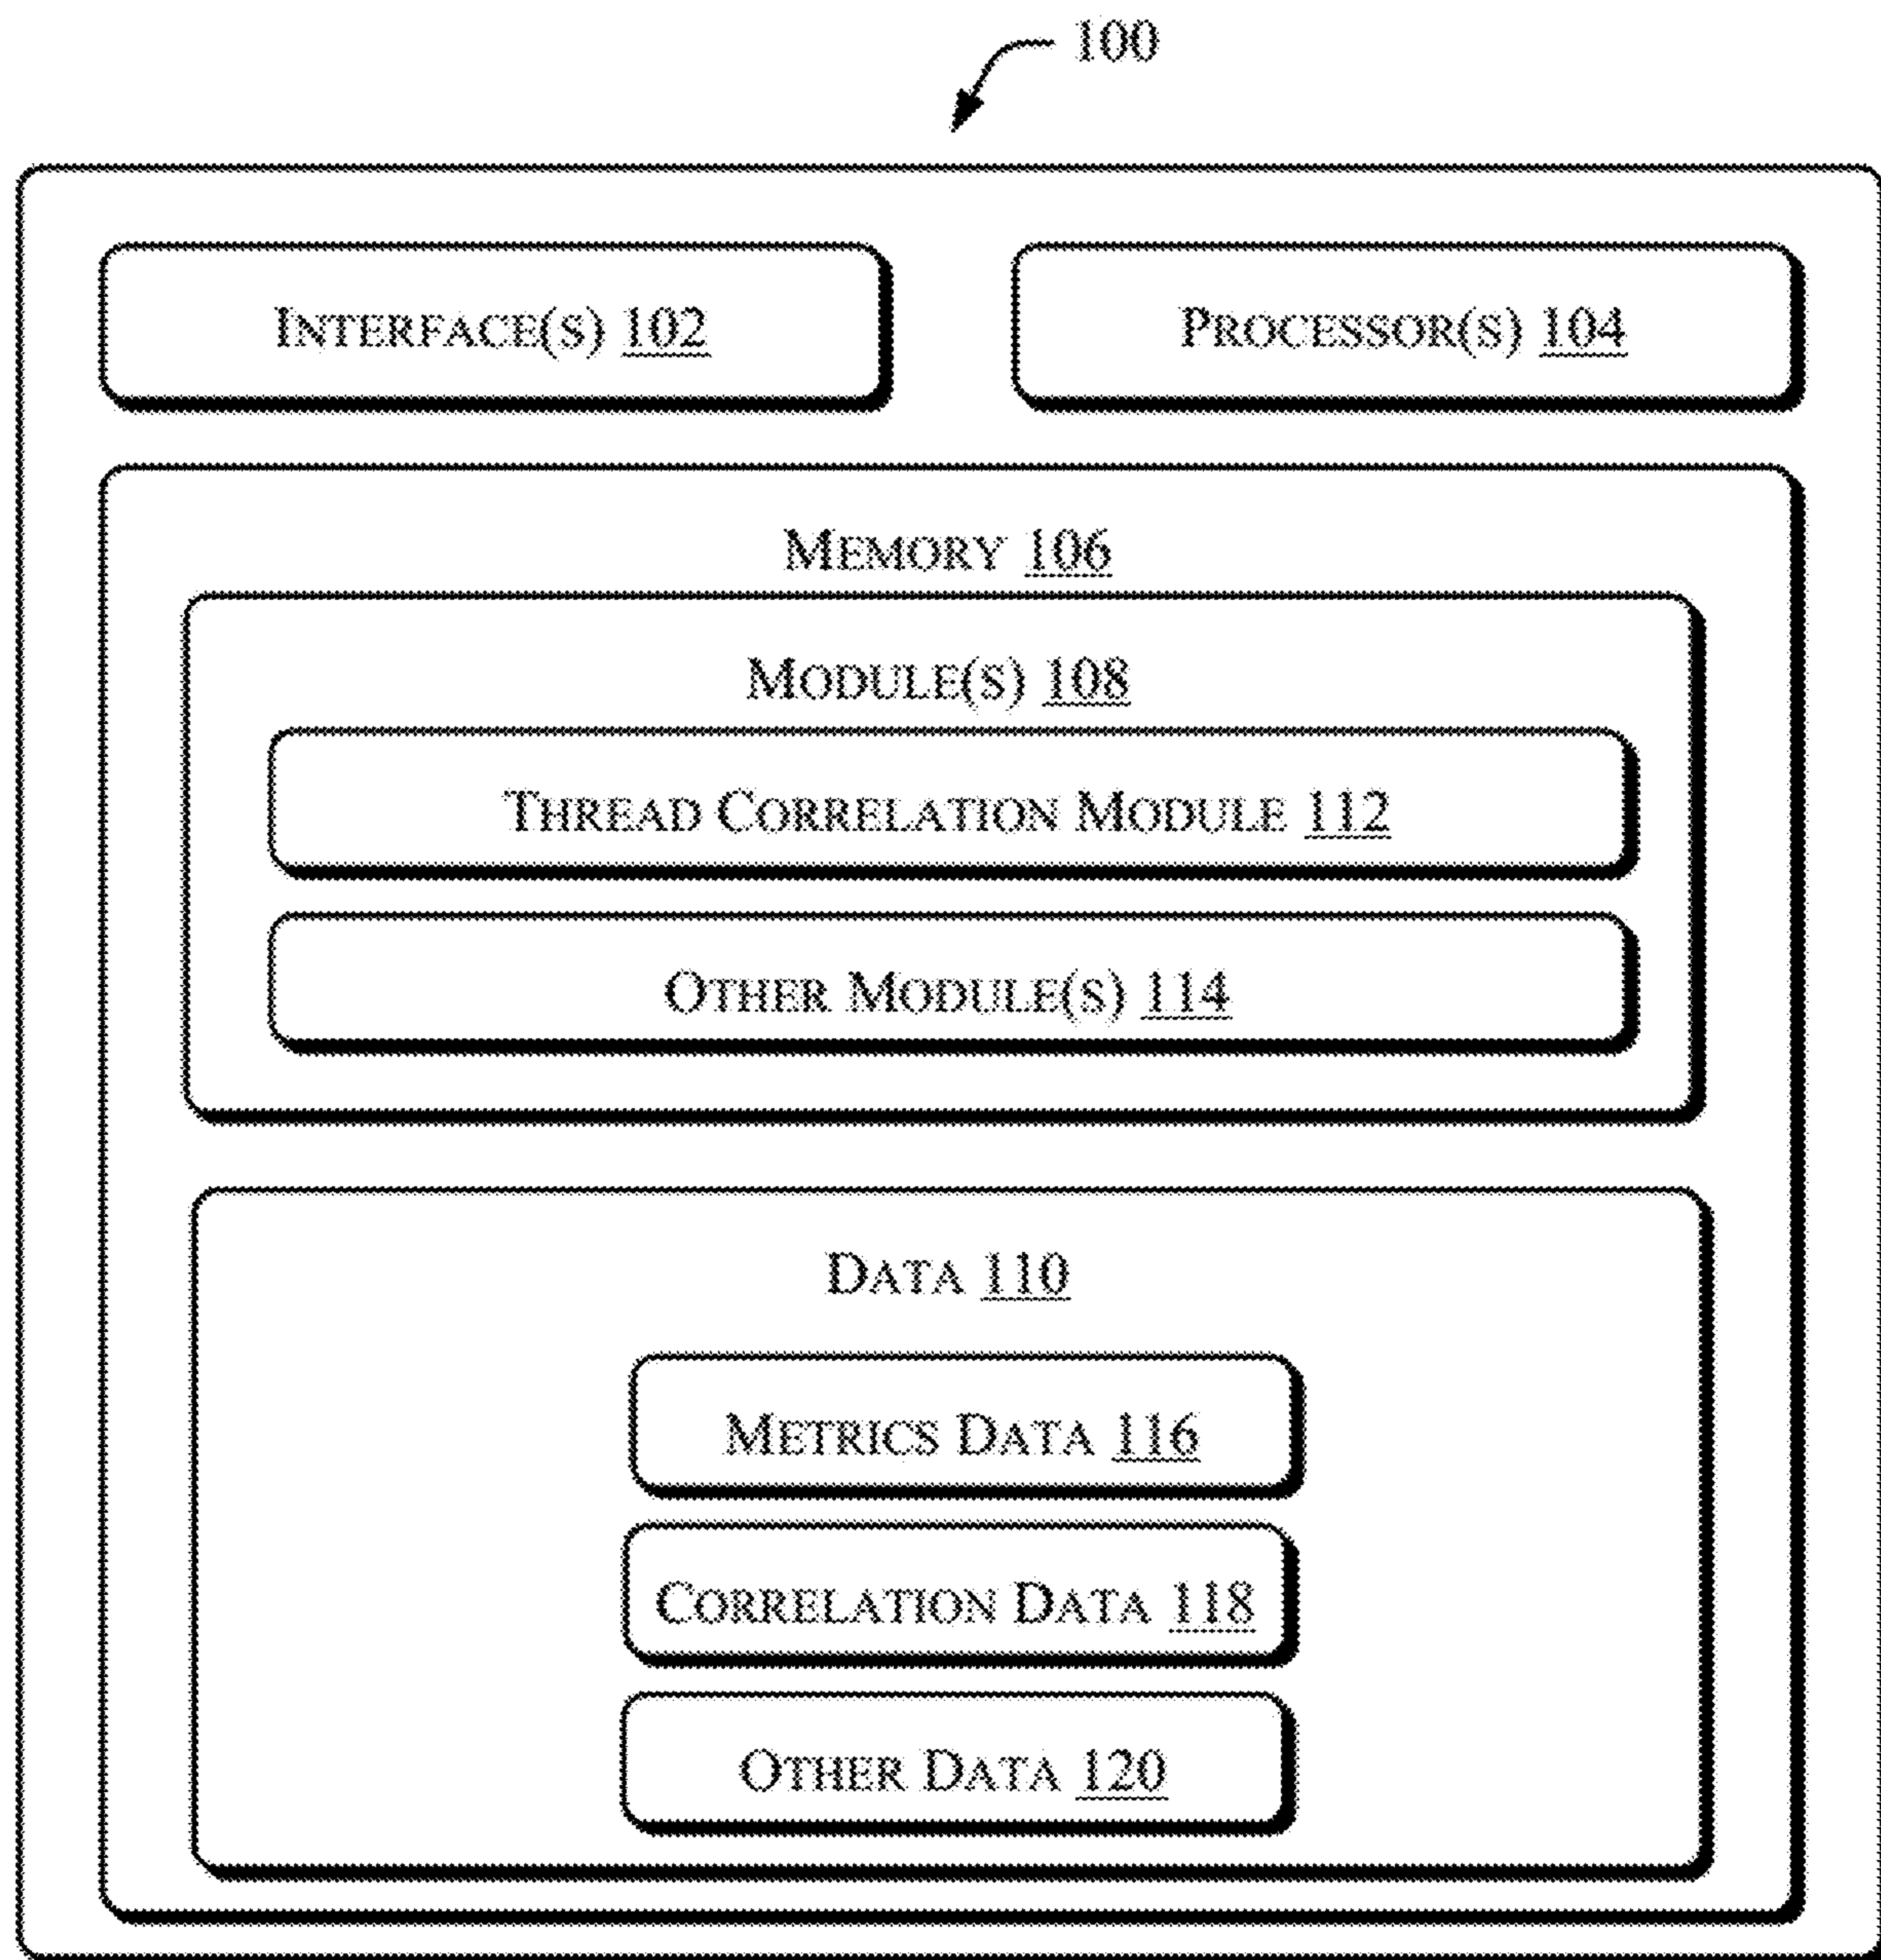 100
INTERFACE(S) 102
PROCESSOR(S) 104
MEMORY 106
MODULE(S) 108
THREAD CORRELATION MODULE 112
OTHER MODULE(S) 114
DATA 110
METRICS DATA 116
CORRELATION DATA 118
OTHER DATA 120